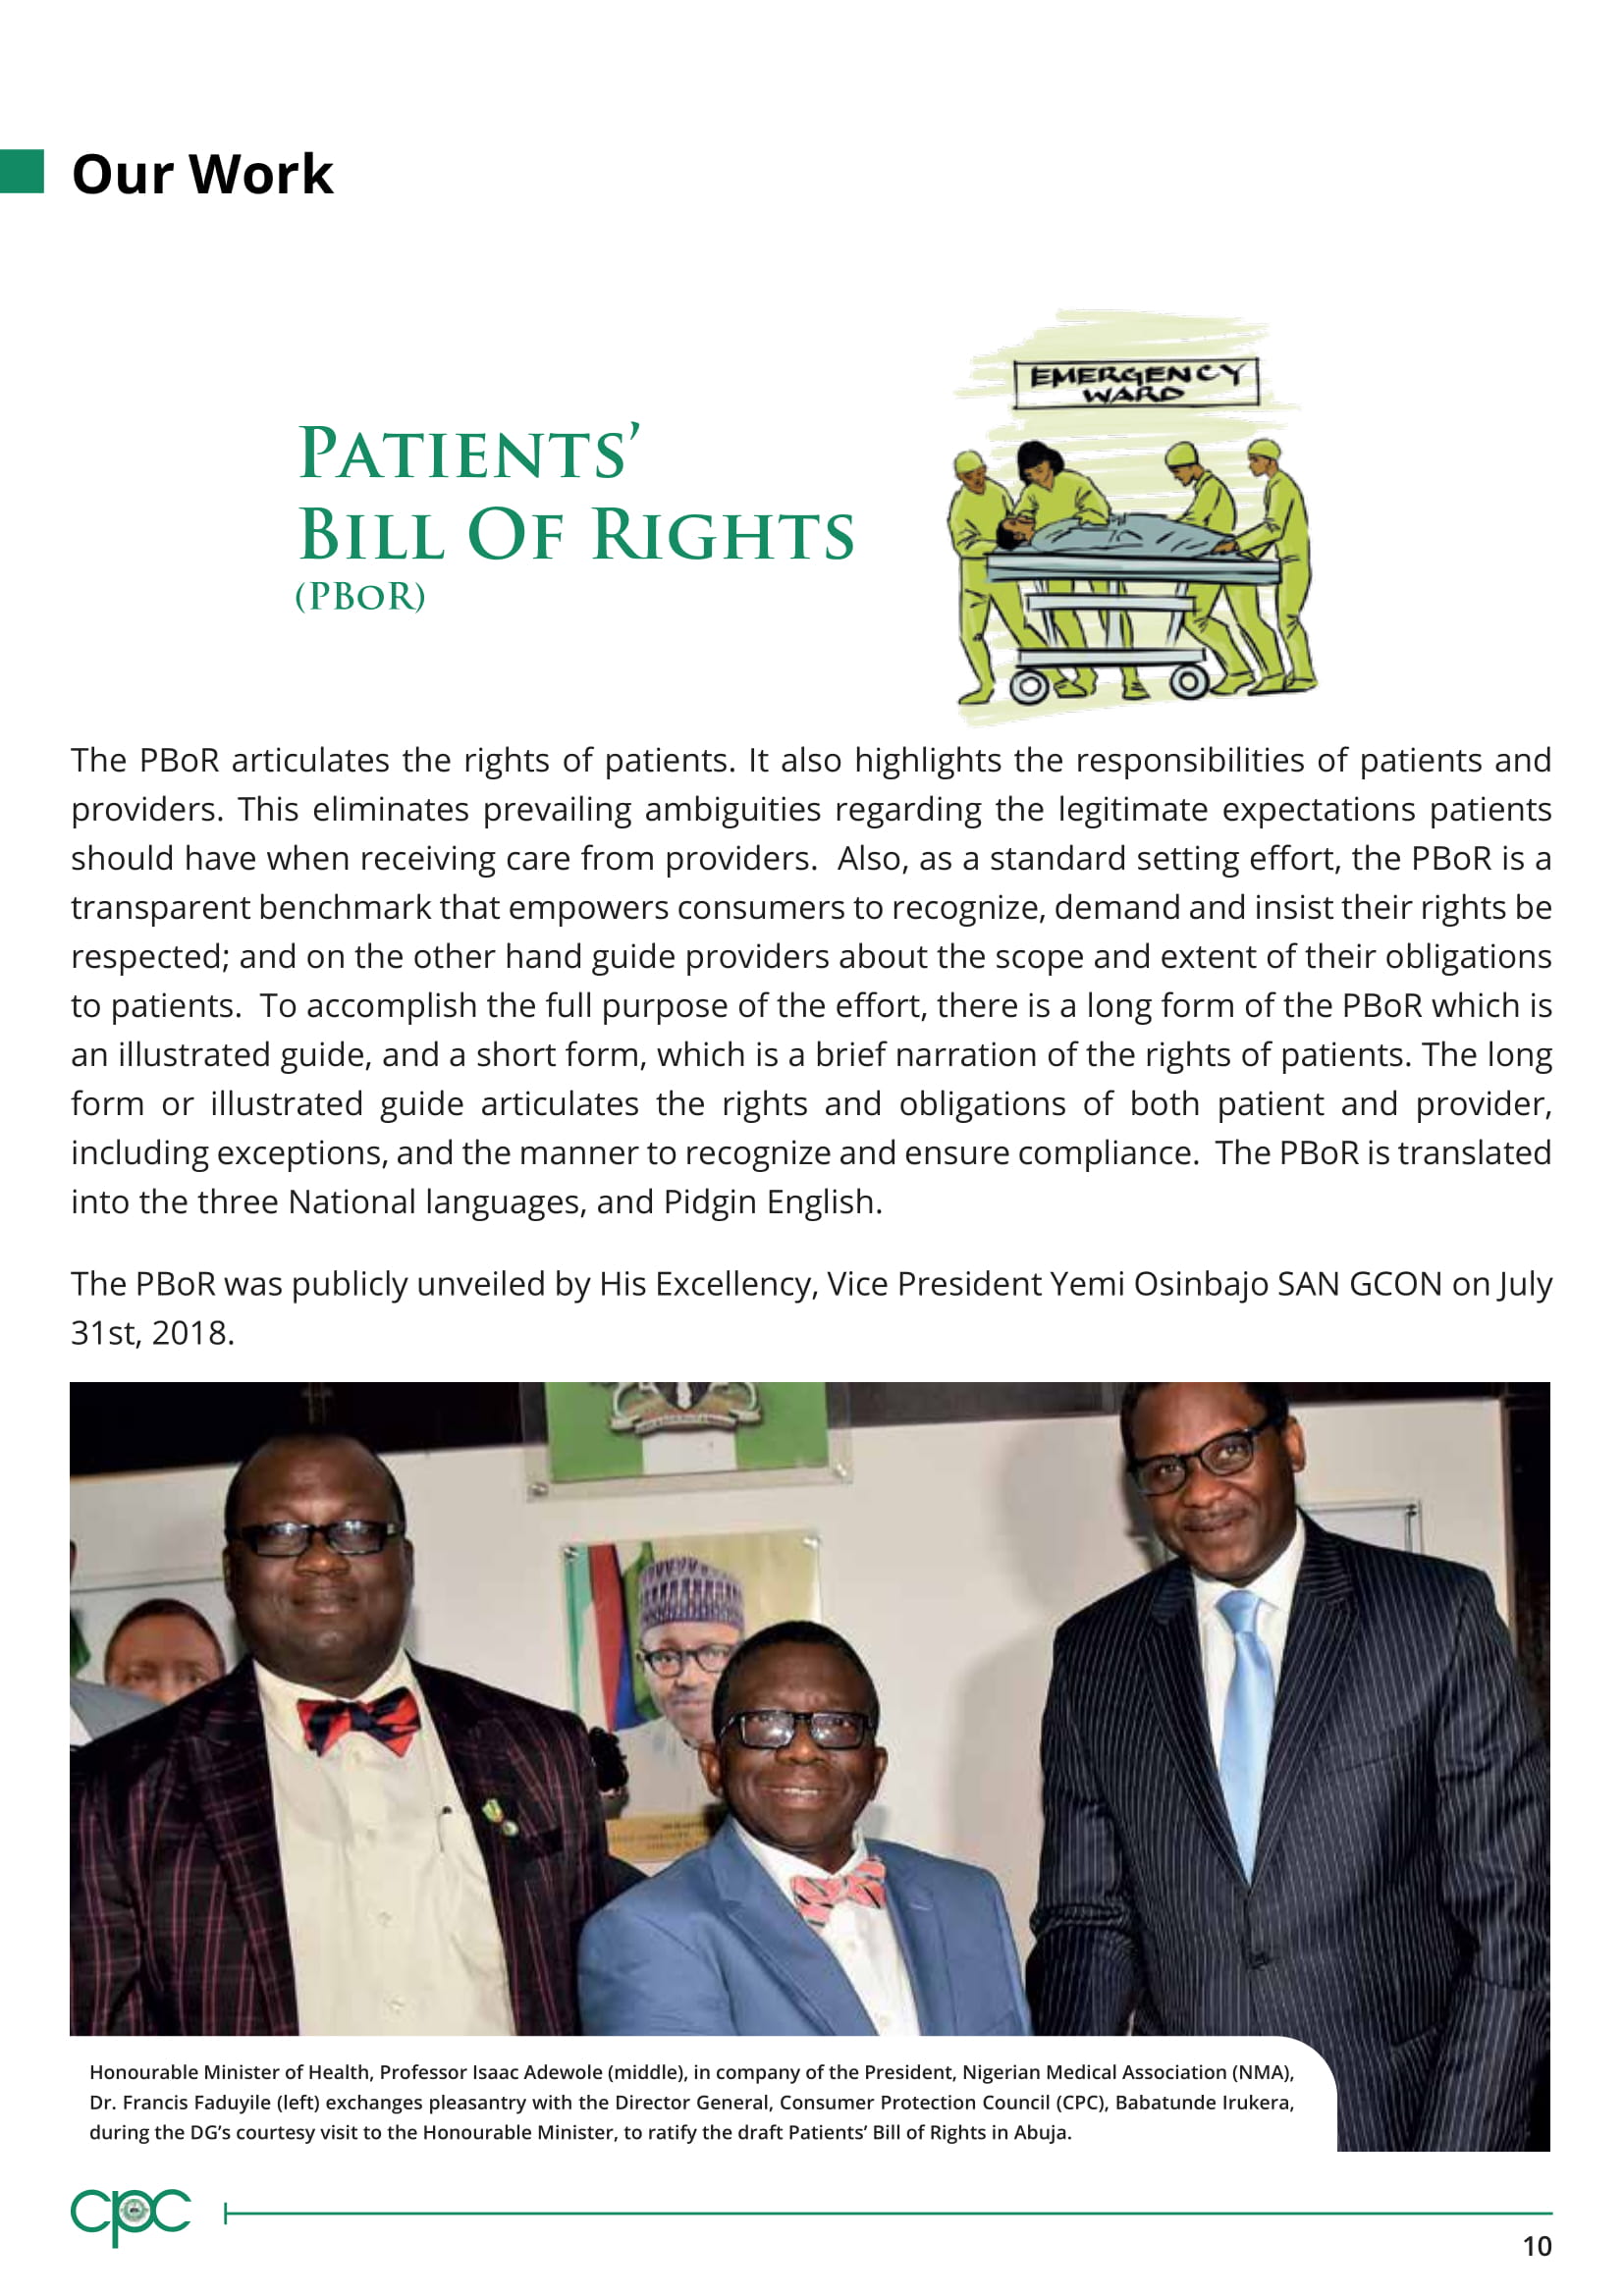 Our Work
EMERGENCY
WARD
PATIENTS’
BILL OF RIGHTS
(PBOR)
The PBoR articulates the rights of patients. It also highlights the responsibilities of patients and
providers. This eliminates prevailing ambiguities regarding the legitimate expectations patients
should have when receiving care from providers.  Also, as a standard setting effort, the PBoR is a
transparent benchmark that empowers consumers to recognize, demand and insist their rights be
respected; and on the other hand guide providers about the scope and extent of their obligations
to patients.  To accomplish the full purpose of the effort, there is a long form of the PBoR which is
an illustrated guide, and a short form, which is a brief narration of the rights of patients. The long
form or illustrated guide articulates the rights and obligations of both patient and provider,
including exceptions, and the manner to recognize and ensure compliance.  The PBoR is translated
into the three National languages, and Pidgin English.
The PBoR was publicly unveiled by His Excellency, Vice President Yemi Osinbajo SAN GCON on July
31st, 2018.
Honourable Minister of Health, Professor Isaac Adewole (middle), in company of the President, Nigerian Medical Association (NMA),
Dr. Francis Faduyile (left) exchanges pleasantry with the Director General, Consumer Protection Council (CPC), Babatunde Irukera,
during the DG’s courtesy visit to the Honourable Minister, to ratify the draft Patients’ Bill of Rights in Abuja.
cpc
10